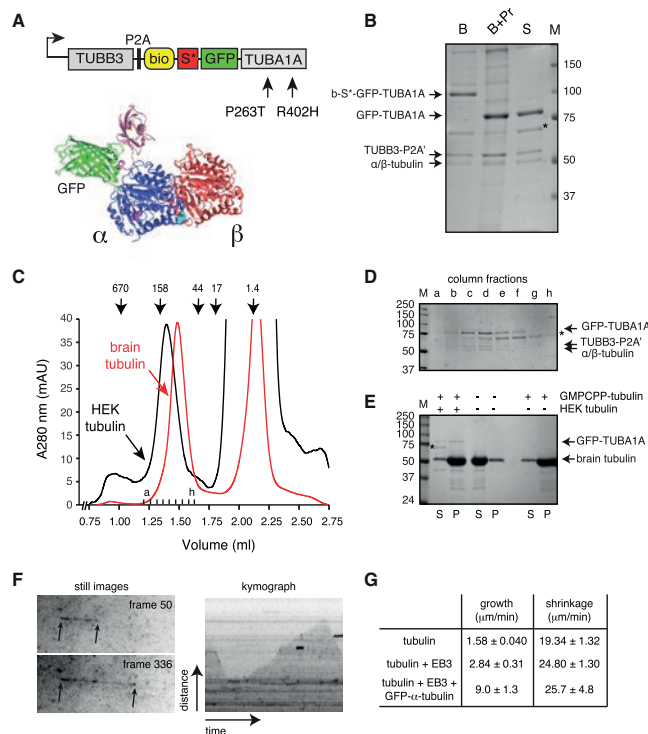 A
P2A
TUBB3 bio S* GFP TUBA1A
P263T R402H
GFP
α β
B
B B+Pr S M
b-S*-GFP-TUBA1A
GFP-TUBA1A
*
TUBB3-P2A'
α/β-tubulin
150
100
75
50
37
C
670 158 44 17 1.4
A280 nm (mAU)
40
35
30
25
20
15
10
5
0
brain
tubulin
HEK
tubulin
a h
0.75 1.00 1.25 1.50 1.75 2.00 2.25 2.50 2.75
Volume (ml)
D
column fractions
M a b c d e f g h
250
150
100
75
50
37
GFP-TUBA1A
*
TUBB3-P2A'
α/β-tubulin
E
+ + - - + + GMPCPP-tubulin
+ + - - - - HEK tubulin
M
250
150
100
75
50
37
24
*
GFP-TUBA1A
brain tubulin
S P S P S P
F
still images
frame 50
frame 336
kymograph
distance
time
G
growth (μm/min) shrinkage (μm/min)
tubulin 1.58 ± 0.040 19.34 ± 1.32
tubulin + EB3 2.84 ± 0.31 24.80 ± 1.30
tubulin + EB3 + GFP-α-tubulin 9.0 ± 1.3 25.7 ± 4.8